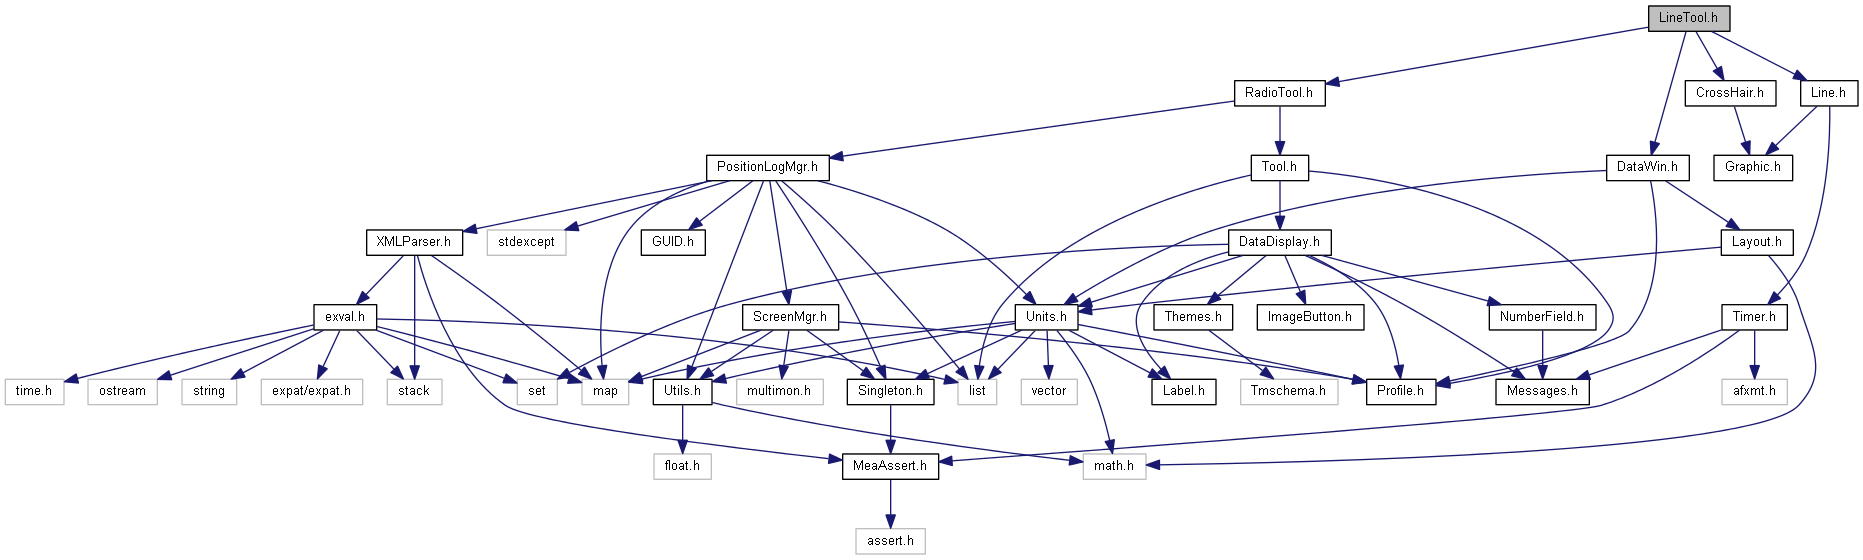 LineTool.h
RadioTool.h
CrossHair.h
Line.h
PositionLogMgr.h
Tool.h
DataWin.h
Graphic.h
XMLParser.h
stdexcept
GUID.h
DataDisplay.h
Layout.h
exval.h
ScreenMgr.h
Units.h
Themes.h
ImageButton.h
NumberField.h
Timer.h
time.h
ostream
string
expat/expat.h
stack
set
map
Utils.h
multimon.h
Singleton.h
list
vector
Label.h
Tmschema.h
Profile.h
Messages.h
afxmt.h
float.h
MeaAssert.h
math.h
assert.h